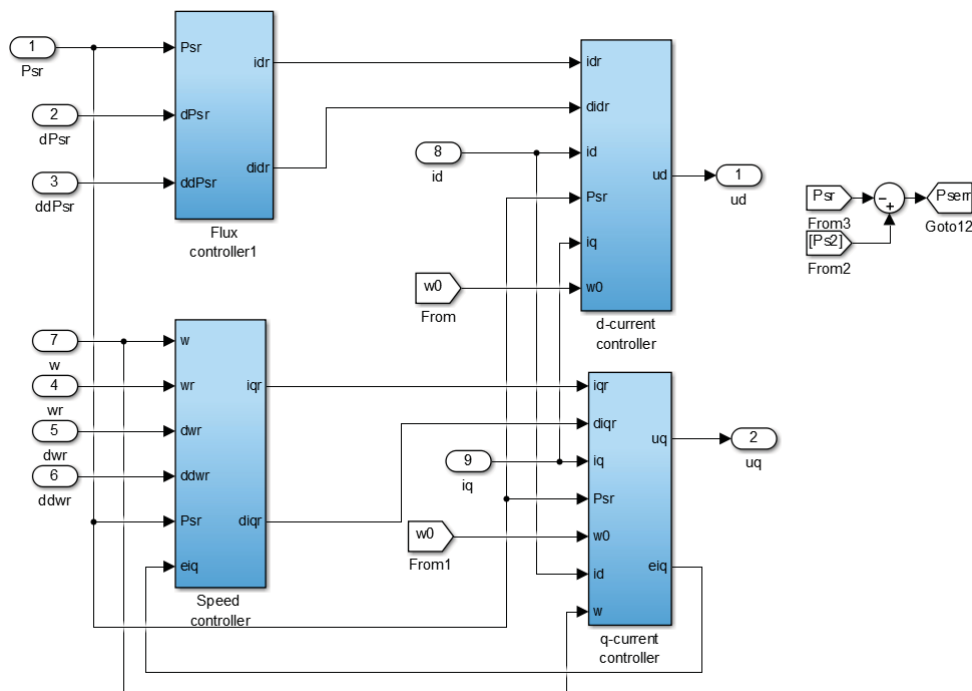 1
Psr
2
dPsr
3
ddPsr
Psr
dPsr
ddPsr
idr
didr
Flux
controller1
8
id
w0
From
idr
didr
id
Psr
iq
w0
ud
d-current
controller
1
ud
Psr
From3
[Ps2]
From2
Pserr
Goto12
7
w
4
wr
5
dwr
6
ddwr
w
wr
dwr
ddwr
Psr
eiq
iqr
diqr
Speed
controller
9
iq
w0
From1
iqr
diqr
iq
Psr
w0
id
w
uq
eiq
q-current
controller
2
uq